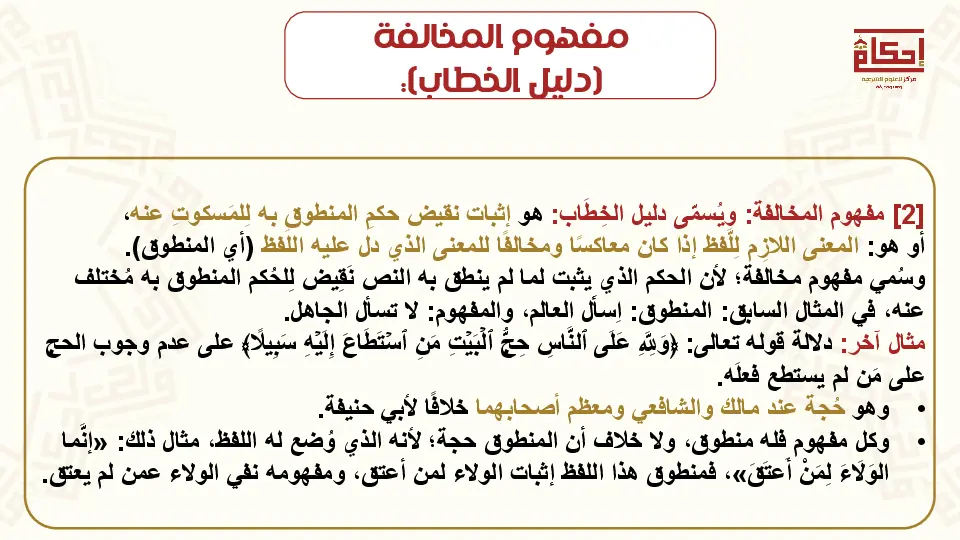 مفهوم المخالفة
(دليل الخطاب):
إحكام
مركز للعلوم الشرعية
[2] مفهوم المخالفة: ويُسمّى دليل الخِطَاب: هو إثبات نقيض حكمِ المنطوقِ به لِلمَسكوتِ عنه،
أو هو: المعنى اللازِم لِلَّفظ إذا كان معاكسًا ومخالفًا للمعنى الذي دل عليه اللفظ (أي المنطوق).
وسُمي مفهوم مخالفة؛ لأن الحكم الذي يثبت لما لم ينطق به النص نَقِيض لِلحُكم المنطوق به مُختلف
عنه، في المثال السابق: المنطوق: اِسأَل العالم، والمفهوم: لا تسأل الجاهل.
مثال آخر: دلالة قوله تعالى: ﴿وَلِلَّهِ عَلَى ٱلنَّاسِ حِجُّ ٱلۡبَيۡتِ مَنِ ٱسۡتَطَاعَ إِلَيۡهِ سَبِيلًا﴾ على عدم وجوب الحج
على مَن لم يستطع فعلَه.
• وهو حُجة عند مالك والشافعي ومعظم أصحابهما خلافًا لأبي حنيفة.
• وكل مفهوم فله منطوق، ولا خلاف أن المنطوق حجة؛ لأنه الذي وُضع له اللفظ، مثال ذلك: «إنَّما
الوَلَاءَ لِمَنْ أَعتَقَ»، فمنطوق هذا اللفظ إثبات الولاء لمن أعتق، ومفهومه نفي الولاء عمن لم يعتق.